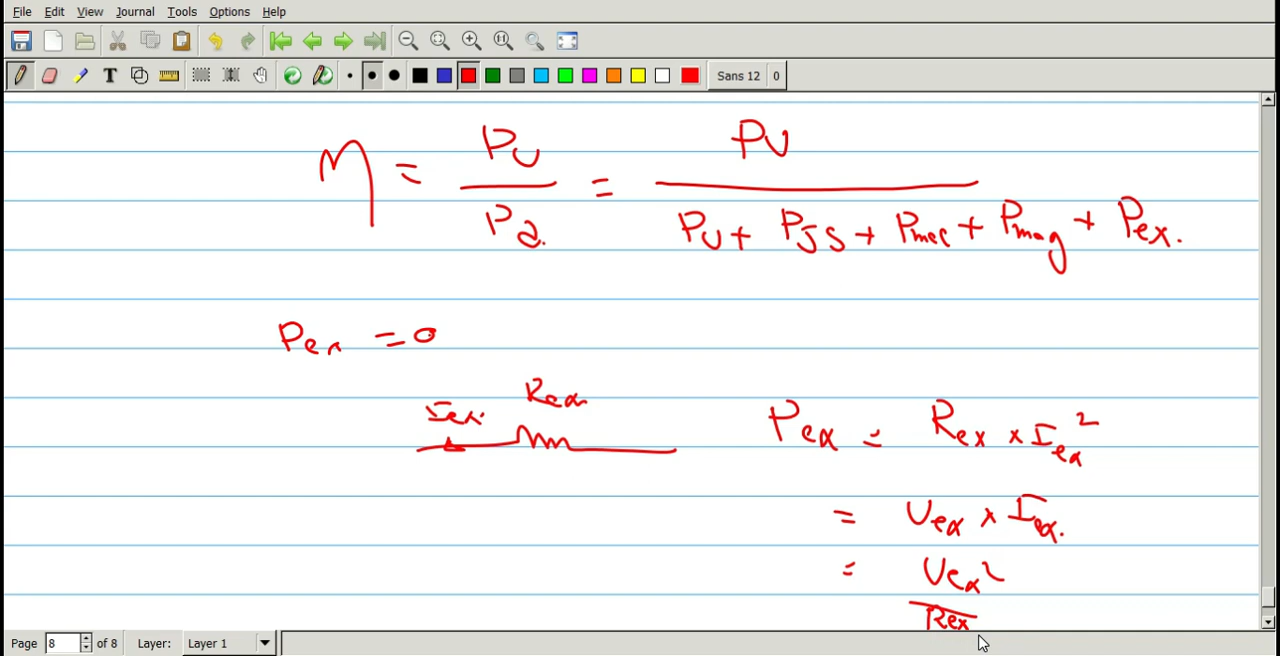 File Edit View Journal Tools Options Help
Sans 12 0
η = PU / Pa. = PU / PU + PJS + Pmec + Pmag + Pex.
Pex = 0
Iex. Rex
Pex = Rex × Iex²
= Uex × Iex.
= Uex² / Rex
Page 8 of 8 Layer: Layer 1